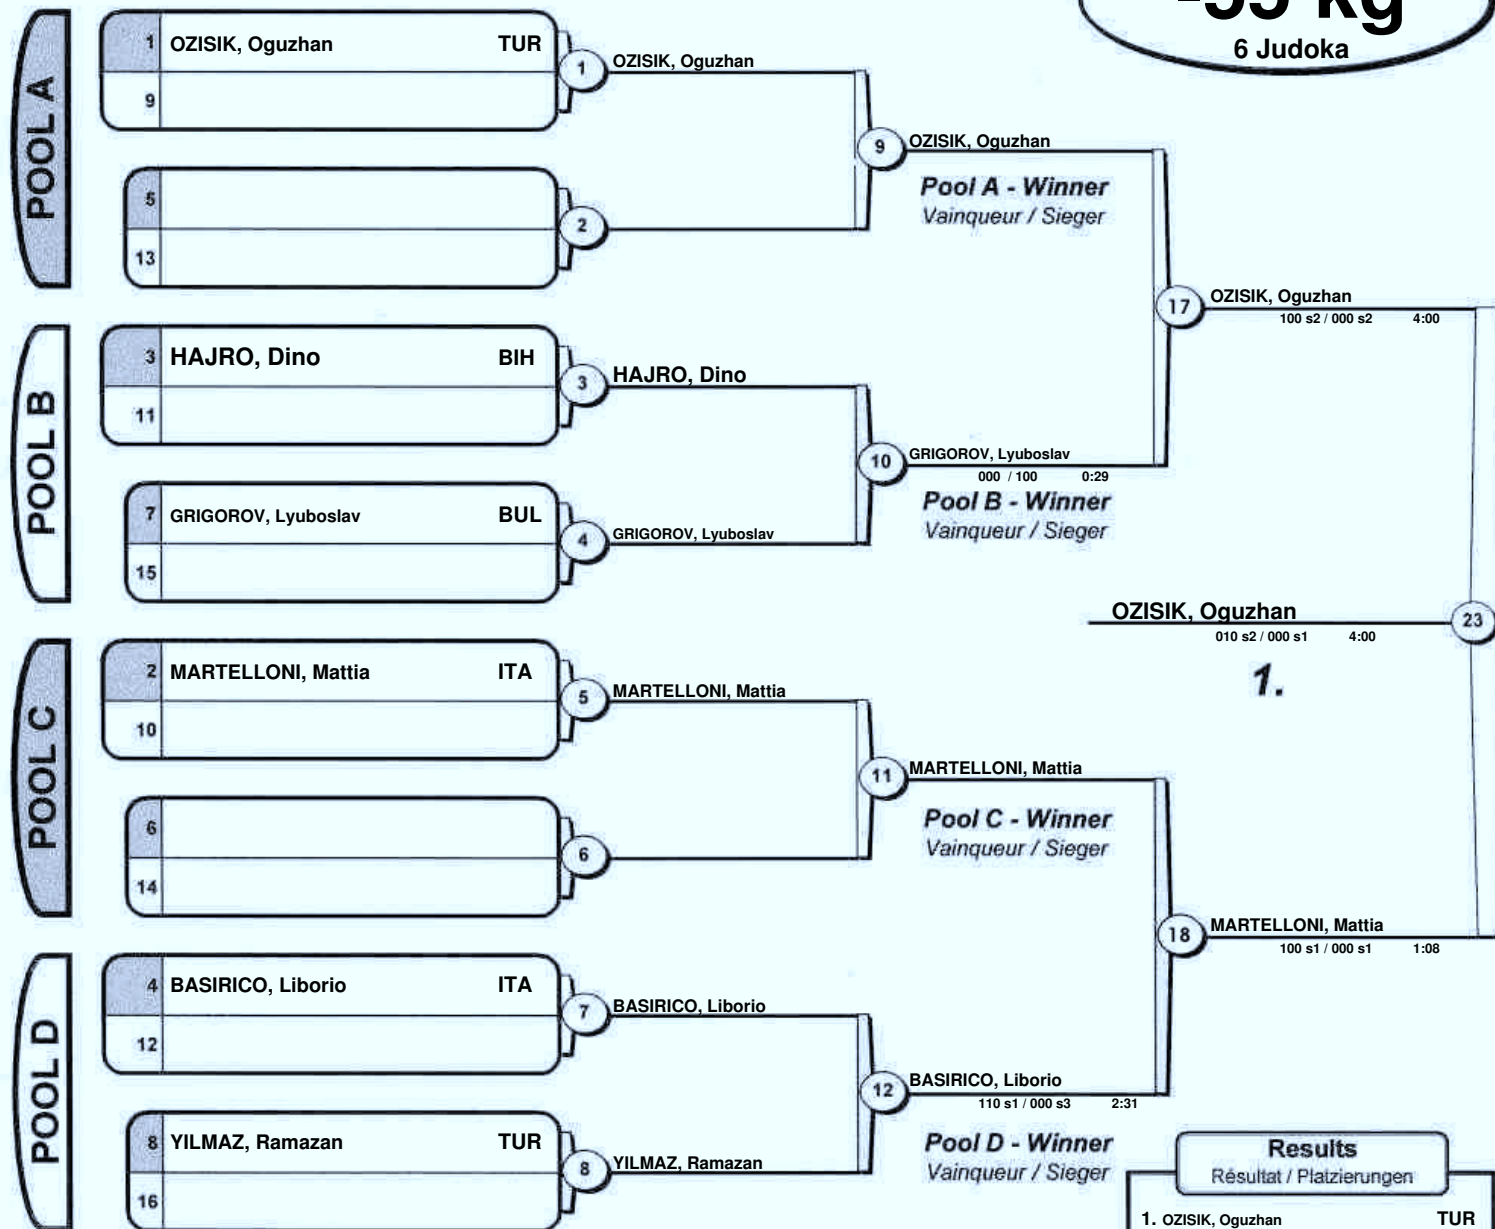 -55 kg
6 Judoka
POOL A
1 OZISIK, Oguzhan TUR
9
5
13
1 OZISIK, Oguzhan
2
9 OZISIK, Oguzhan
Pool A - Winner
Vainqueur / Sieger
POOL B
3 HAJRO, Dino BIH
11
7 GRIGOROV, Lyuboslav BUL
15
3 HAJRO, Dino
4 GRIGOROV, Lyuboslav
10 GRIGOROV, Lyuboslav
000 / 100 0:29
Pool B - Winner
Vainqueur / Sieger
17 OZISIK, Oguzhan
100 s2 / 000 s2 4:00
OZISIK, Oguzhan 23
010 s2 / 000 s1 4:00
1.
POOL C
2 MARTELLONI, Mattia ITA
10
6
14
5 MARTELLONI, Mattia
6
11 MARTELLONI, Mattia
Pool C - Winner
Vainqueur / Sieger
18 MARTELLONI, Mattia
100 s1 / 000 s1 1:08
POOL D
4 BASIRICO, Liborio ITA
12
8 YILMAZ, Ramazan TUR
16
7 BASIRICO, Liborio
8 YILMAZ, Ramazan
12 BASIRICO, Liborio
110 s1 / 000 s3 2:31
Pool D - Winner
Vainqueur / Sieger
Results
Résultat / Platzierungen
1. OZISIK, Oguzhan TUR